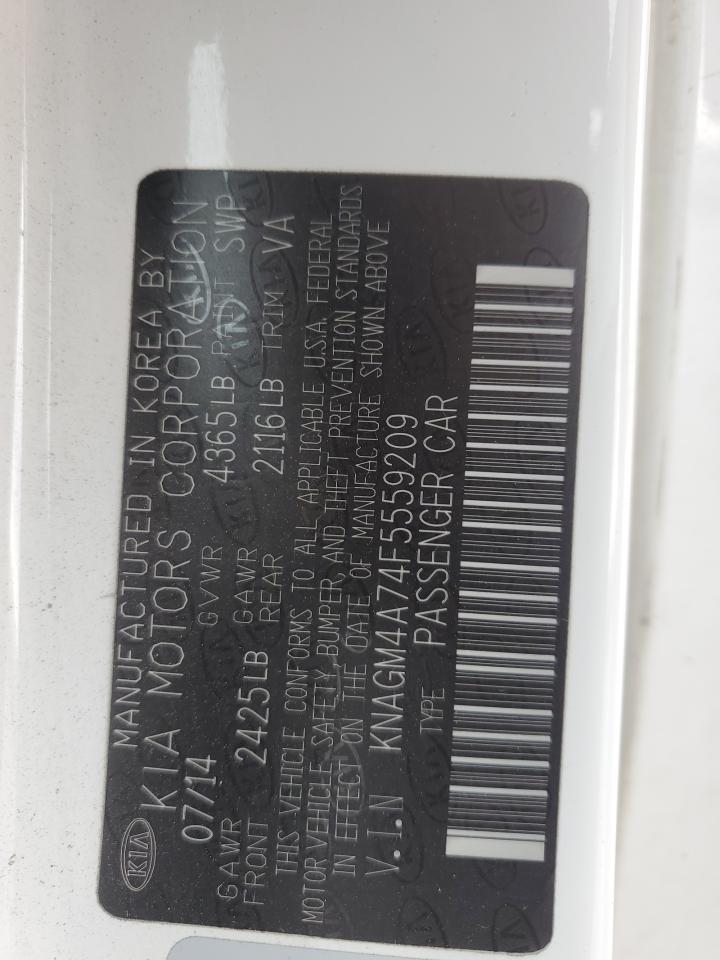 MANUFACTURED IN KOREA BY
KIA KIA MOTORS CORPORATION
07/14 GVWR 4365LB PAINT SWP
GAWR FRONT 2425LB GAWR REAR 2116LB TRIM VA
THIS VEHICLE CONFORMS TO ALL APPLICABLE U.S.A. FEDERAL
MOTOR VEHICLE SAFETY, BUMPER, AND THEFT PREVENTION STANDARDS
IN EFFECT ON THE DATE OF MANUFACTURE SHOWN ABOVE
V.I.N KNAGM4A74F5559209
TYPE PASSENGER CAR